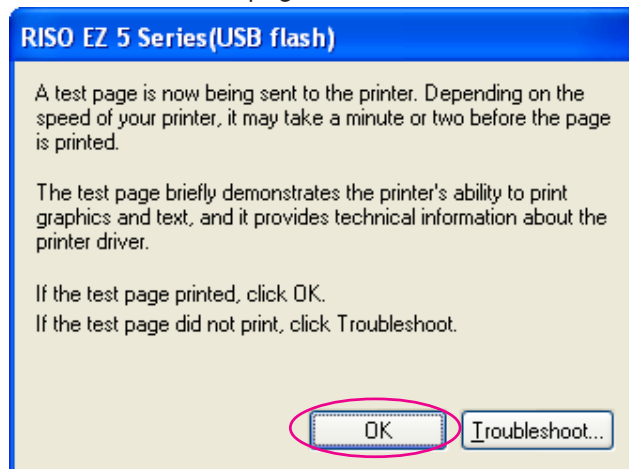 RISO EZ 5 Series(USB flash)
A test page is now being sent to the printer. Depending on the
speed of your printer, it may take a minute or two before the page
is printed.
The test page briefly demonstrates the printer's ability to print
graphics and text, and it provides technical information about the
printer driver.
If the test page printed, click OK.
If the test page did not print, click Troubleshoot.
OK Troubleshoot...